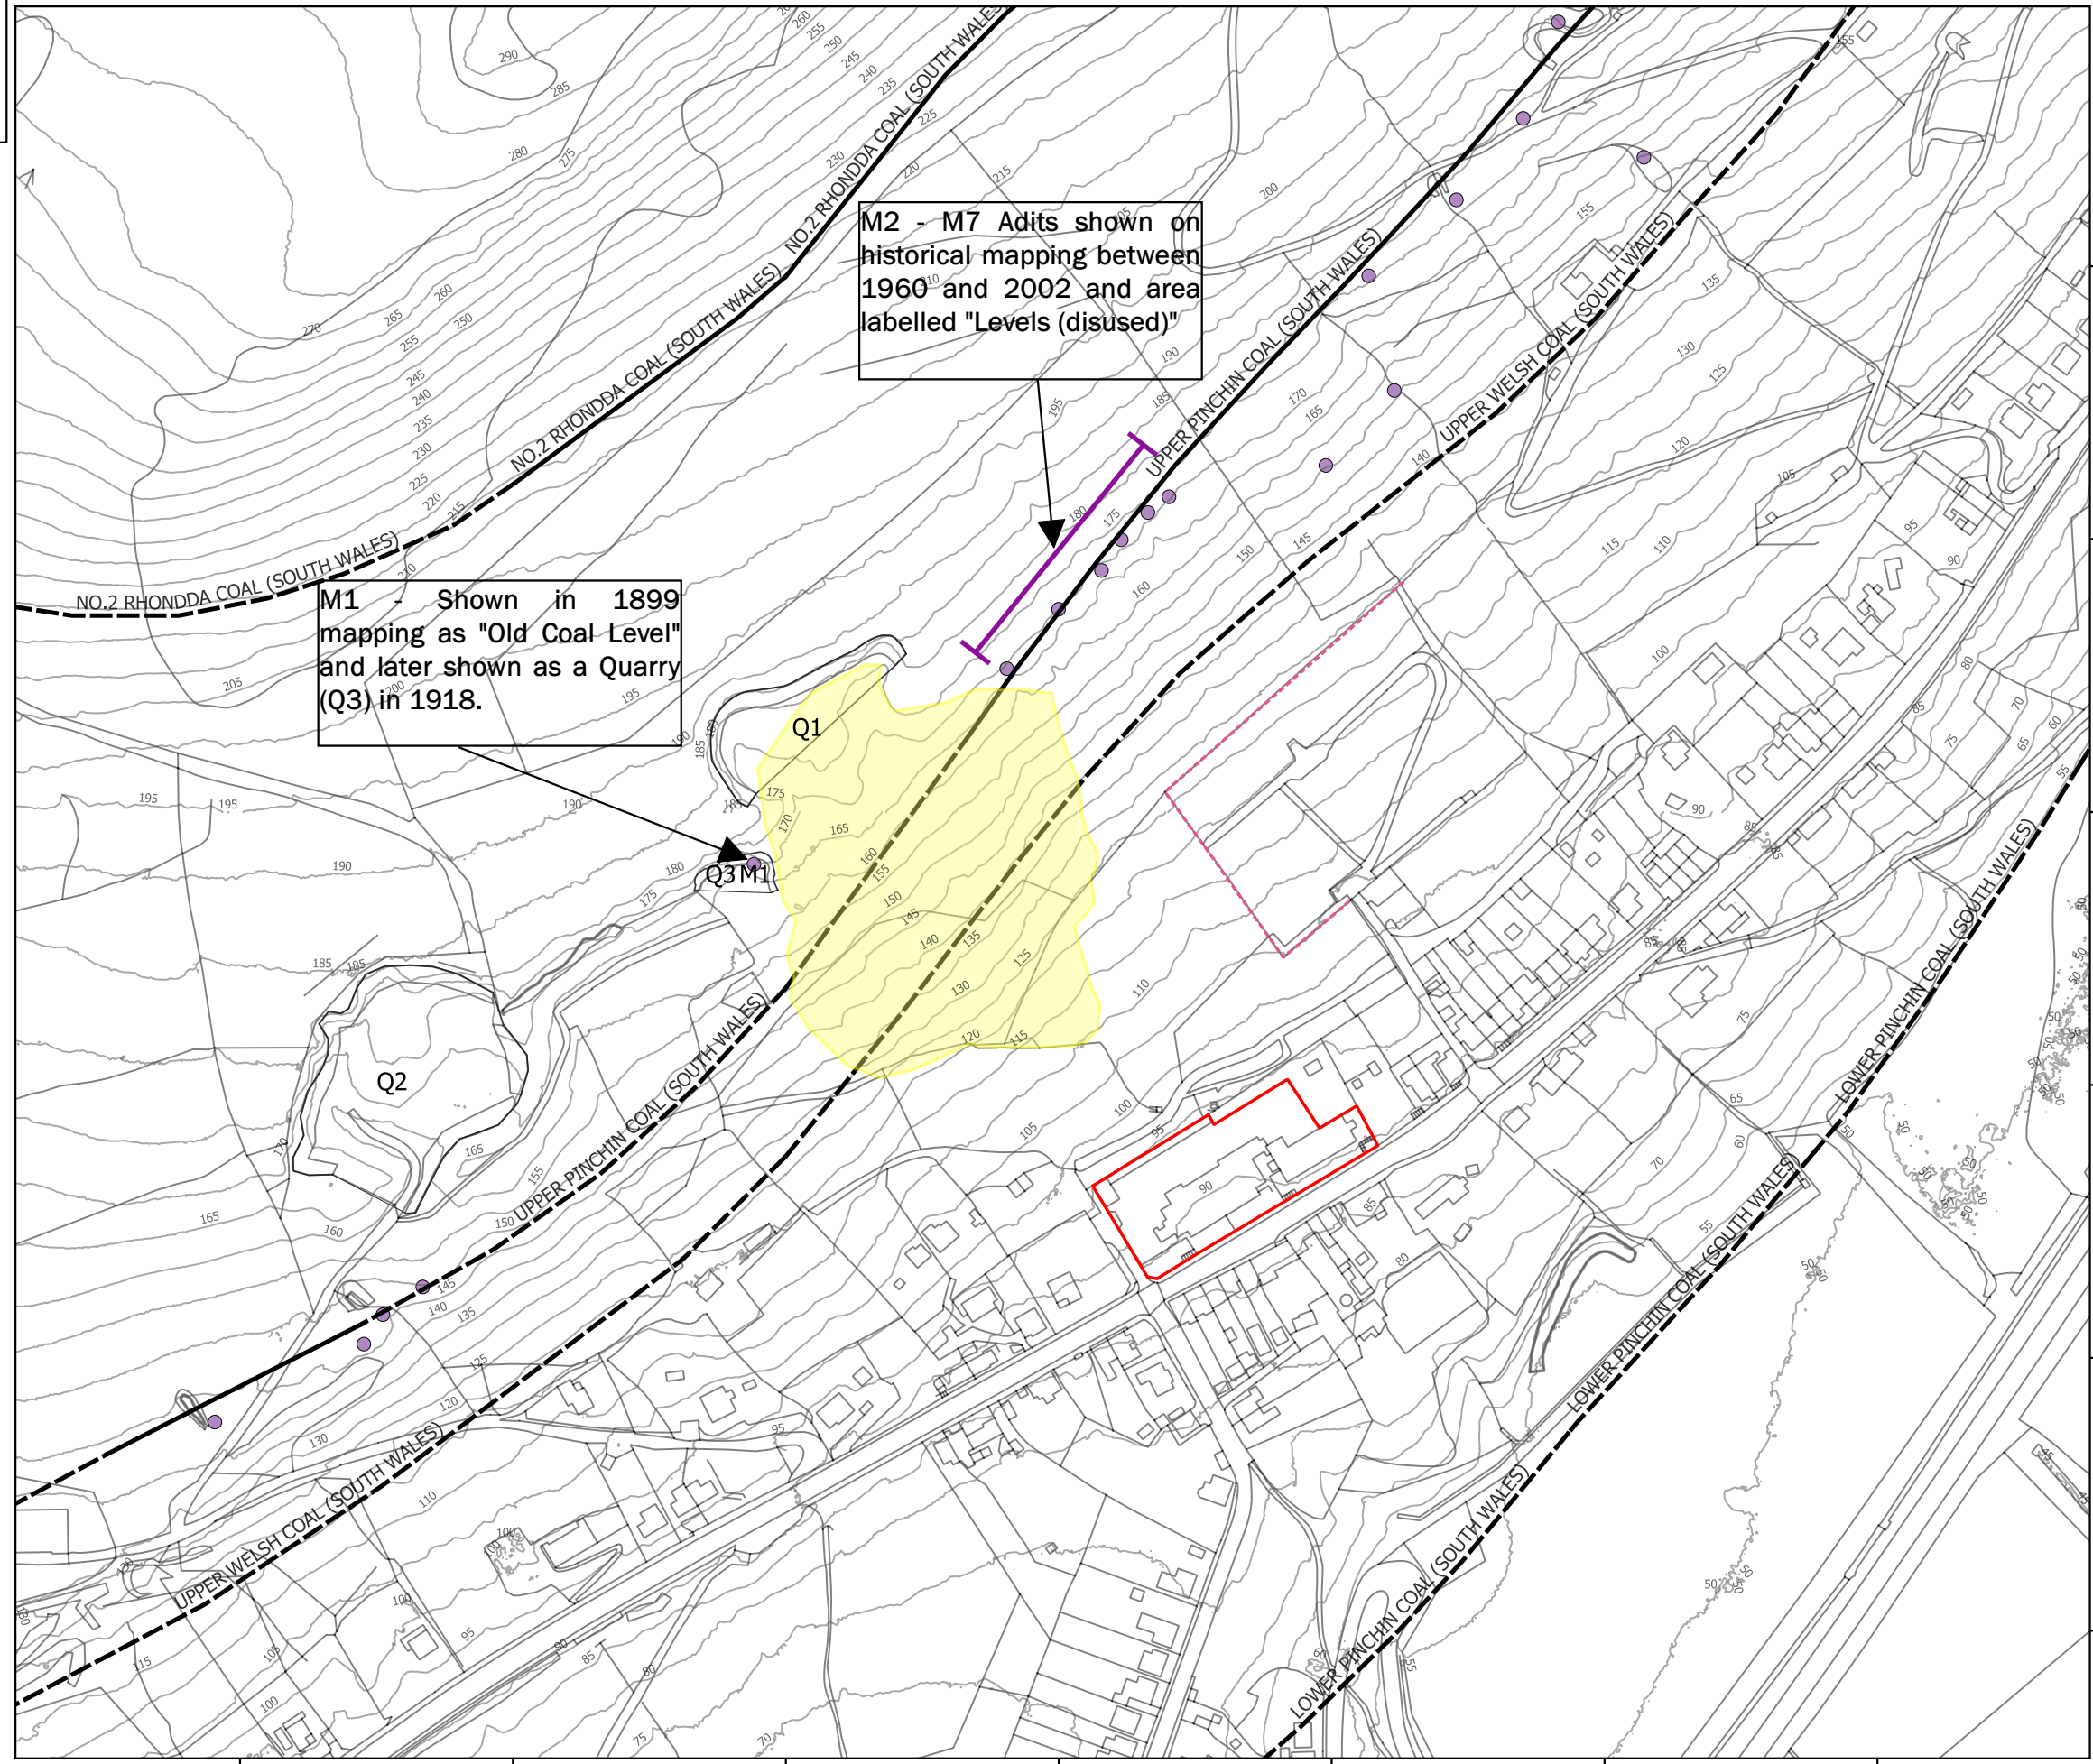 NO.2 RHONDDA COAL (SOUTH WALES)
NO.2 RHONDDA COAL (SOUTH WALES)
NO.2 RHONDDA COAL (SOUTH WALES)
M2 - M7 Adits shown on
historical mapping between
1960 and 2002 and area
labelled "Levels (disused)"
UPPER PINCHIN COAL (SOUTH WALES)
UPPER WELSH COAL (SOUTH WALES)
M1 - Shown in 1899
mapping as "Old Coal Level"
and later shown as a Quarry
(Q3) in 1918.
Q1
Q3 M1
Q2
UPPER PINCHIN COAL (SOUTH WALES)
UPPER WELSH COAL (SOUTH WALES)
LOWER PINCHIN COAL (SOUTH WALES)
LOWER PINCHIN COAL (SOUTH WALES)
LOWER PINCHIN COAL (SOUTH WALES)
290
285
280
275
270
265
260
255
250
245
240
235
230
225
220
215
210
205
200
195
190
185
180
175
170
165
160
155
150
145
140
135
130
125
120
115
110
105
100
95
90
85
80
75
70
65
60
55
50
45